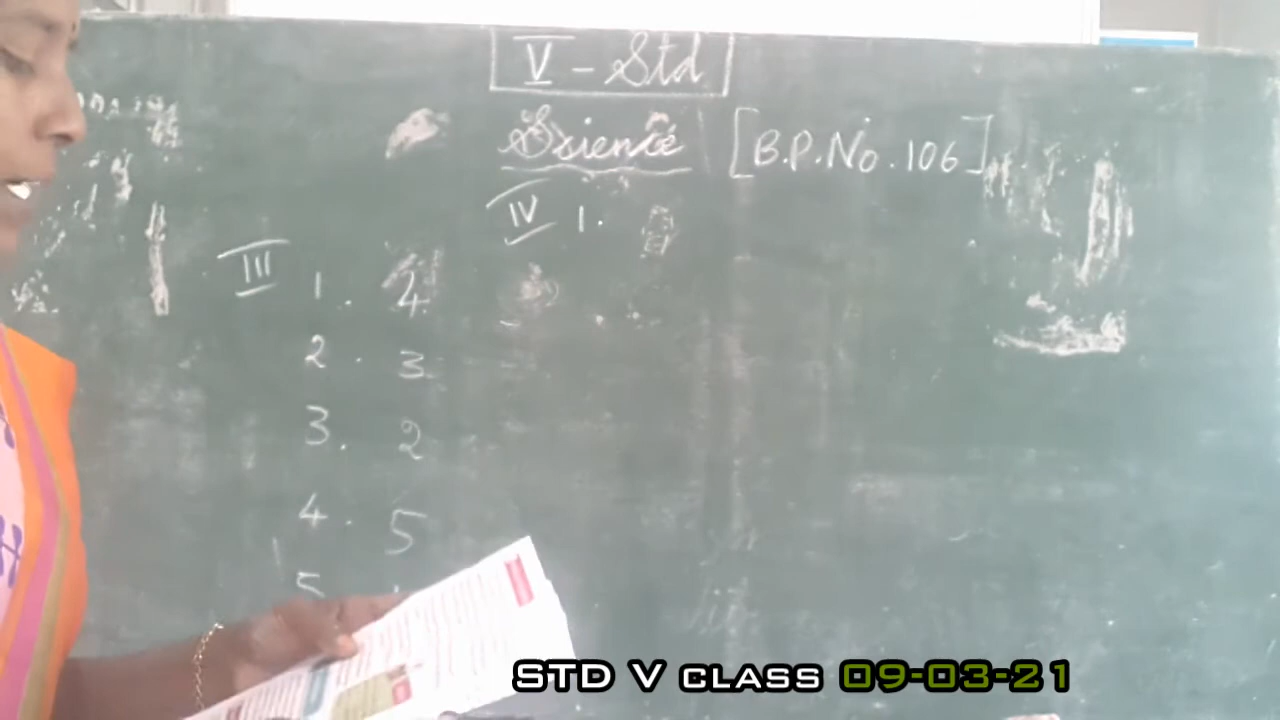 V - Std
Science [B.P.No.106]
IV 1.
III 1. 4
2. 3
3. 2
4. 5
5
STD V CLASS 09-03-21